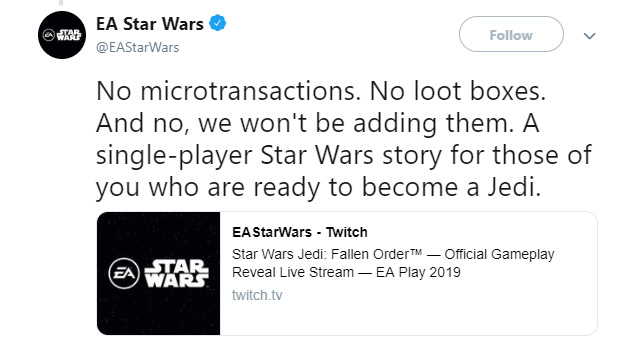 EA STAR WARS
EA Star Wars
@EAStarWars
Follow
No microtransactions. No loot boxes.
And no, we won't be adding them. A
single-player Star Wars story for those of
you who are ready to become a Jedi.
EA STAR WARS
EAStarWars - Twitch
Star Wars Jedi: Fallen Order™ — Official Gameplay
Reveal Live Stream — EA Play 2019
twitch.tv